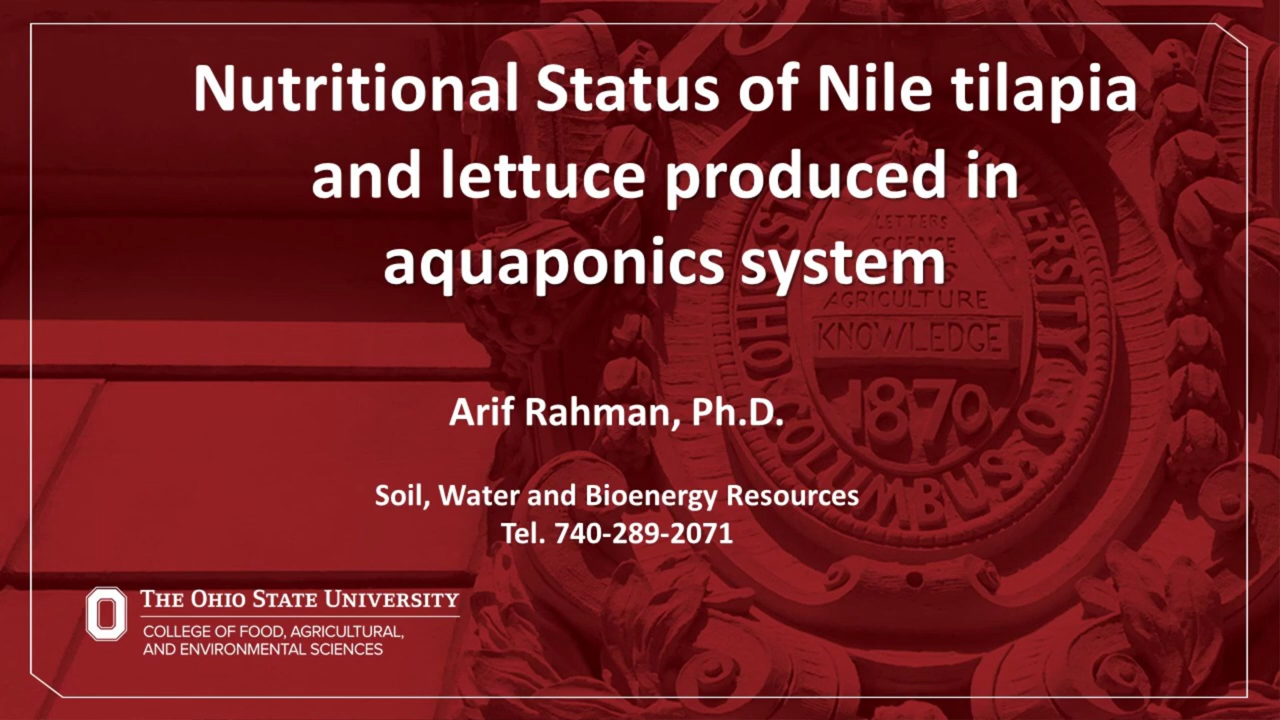 Nutritional Status of Nile tilapia
and lettuce produced in
aquaponics system
LETTERS
SCIENCE
AGRICULTURE
KNOWLEDGE
1870
COLUMBUS
Arif Rahman, Ph.D.
Soil, Water and Bioenergy Resources
Tel. 740-289-2071
THE OHIO STATE UNIVERSITY
COLLEGE OF FOOD, AGRICULTURAL,
AND ENVIRONMENTAL SCIENCES